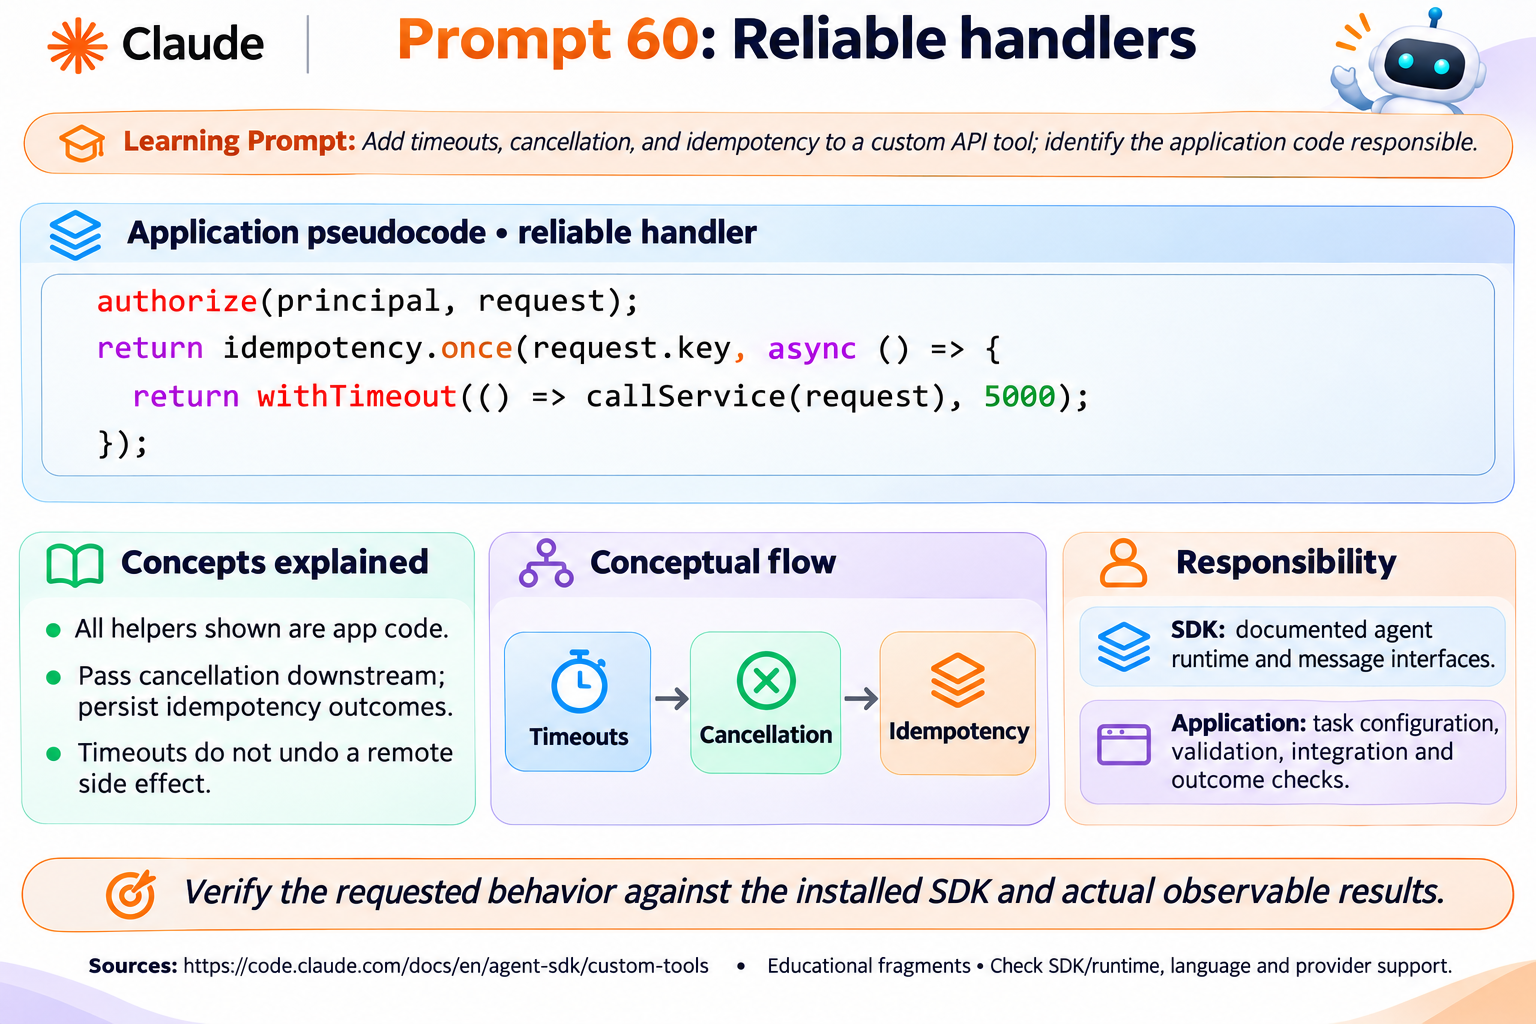 Claude
Prompt 60: Reliable handlers
Learning Prompt: Add timeouts, cancellation, and idempotency to a custom API tool; identify the application code responsible.
Application pseudocode • reliable handler
authorize(principal, request);
return idempotency.once(request.key, async () => {
  return withTimeout(() => callService(request), 5000);
});
Concepts explained
• All helpers shown are app code.
• Pass cancellation downstream;
persist idempotency outcomes.
• Timeouts do not undo a remote
side effect.
Conceptual flow
Timeouts
Cancellation
Idempotency
Responsibility
SDK: documented agent
runtime and message interfaces.
Application: task configuration,
validation, integration and
outcome checks.
Verify the requested behavior against the installed SDK and actual observable results.
Sources: https://code.claude.com/docs/en/agent-sdk/custom-tools • Educational fragments • Check SDK/runtime, language and provider support.